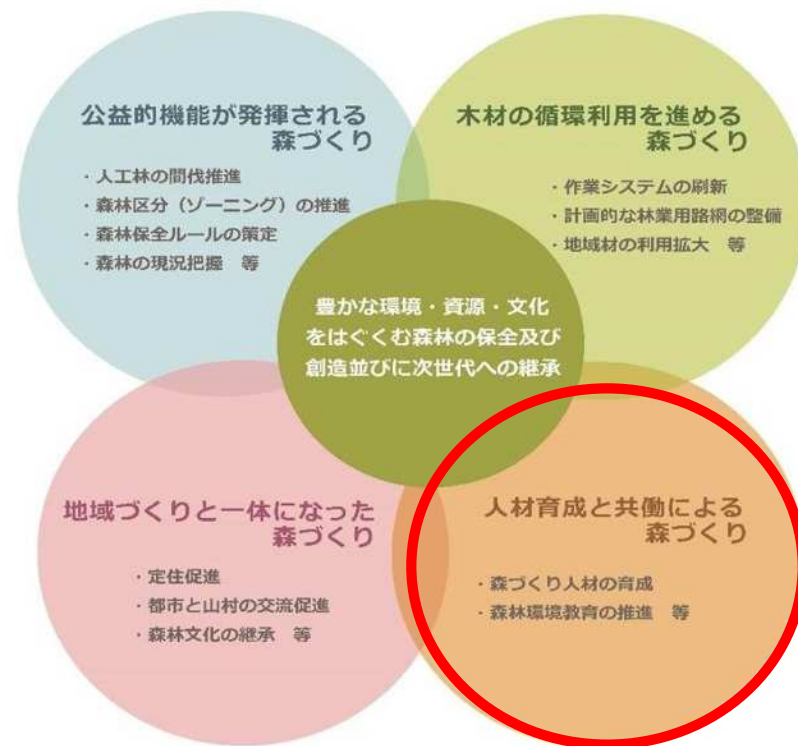 公益的機能が発揮される
森づくり
・人工林の間伐推進
・森林区分（ゾーニング）の推進
・森林保全ルールの策定
・森林の現況把握　等
木材の循環利用を進める
森づくり
・作業システムの刷新
・計画的な林業用路網の整備
・地域材の利用拡大　等
豊かな環境・資源・文化
をはぐくむ森林の保全及び
創造並びに次世代への継承
地域づくりと一体になった
森づくり
・定住促進
・都市と山村の交流促進
・森林文化の継承　等
人材育成と共働による
森づくり
・森づくり人材の育成
・森林環境教育の推進　等